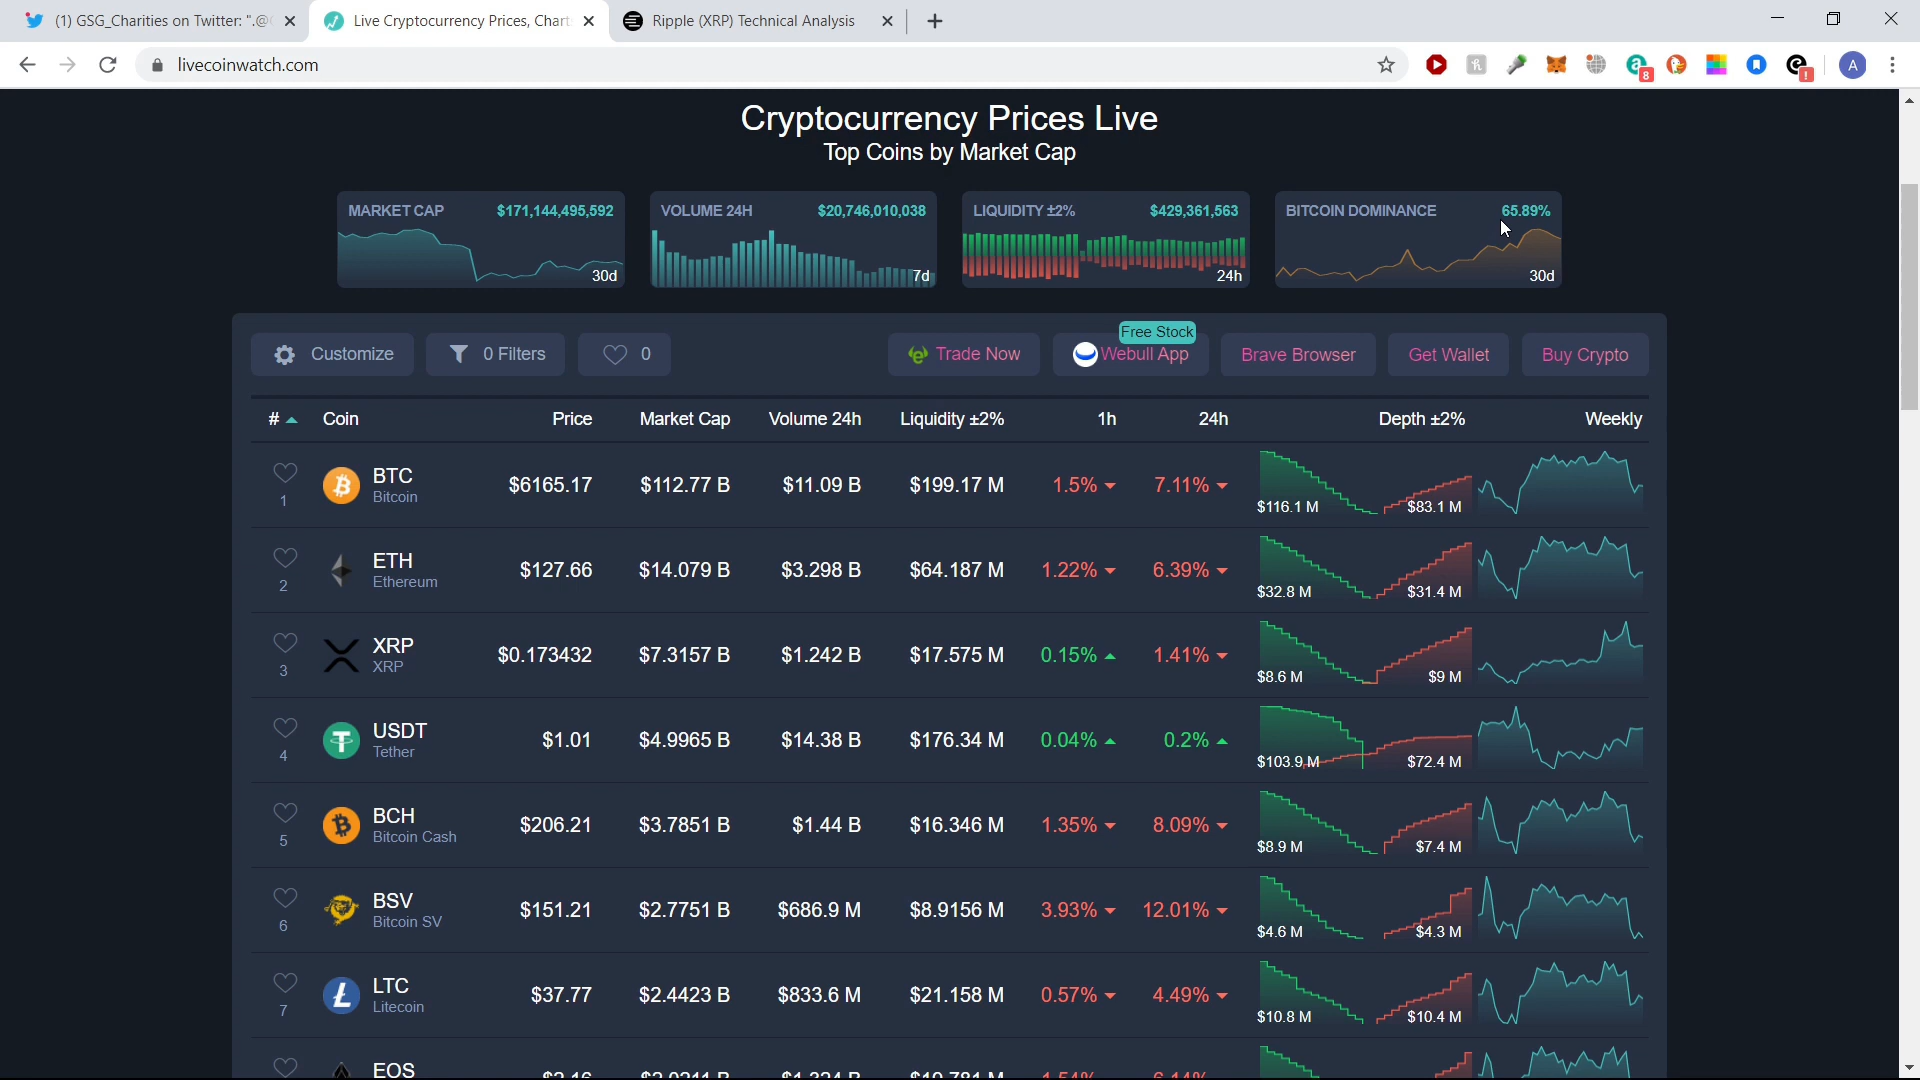 (1) GSG_Charities on Twitter: ".@
Live Cryptocurrency Prices, Chart
Ripple (XRP) Technical Analysis
livecoinwatch.com
8
!
A
Cryptocurrency Prices Live
Top Coins by Market Cap
MARKET CAP $171,144,495,592
30d
VOLUME 24H $20,746,010,038
7d
LIQUIDITY ±2% $429,361,563
24h
BITCOIN DOMINANCE 65.89%
30d
Customize
0 Filters
0
Trade Now
Free Stock
Webull App
Brave Browser
Get Wallet
Buy Crypto
# Coin Price Market Cap Volume 24h Liquidity ±2% 1h 24h Depth ±2% Weekly
1 BTC Bitcoin $6165.17 $112.77 B $11.09 B $199.17 M 1.5% 7.11% $116.1 M $83.1 M
2 ETH Ethereum $127.66 $14.079 B $3.298 B $64.187 M 1.22% 6.39% $32.8 M $31.4 M
3 XRP XRP $0.173432 $7.3157 B $1.242 B $17.575 M 0.15% 1.41% $8.6 M $9 M
4 USDT Tether $1.01 $4.9965 B $14.38 B $176.34 M 0.04% 0.2% $103.9 M $72.4 M
5 BCH Bitcoin Cash $206.21 $3.7851 B $1.44 B $16.346 M 1.35% 8.09% $8.9 M $7.4 M
6 BSV Bitcoin SV $151.21 $2.7751 B $686.9 M $8.9156 M 3.93% 12.01% $4.6 M $4.3 M
7 LTC Litecoin $37.77 $2.4423 B $833.6 M $21.158 M 0.57% 4.49% $10.8 M $10.4 M
EOS